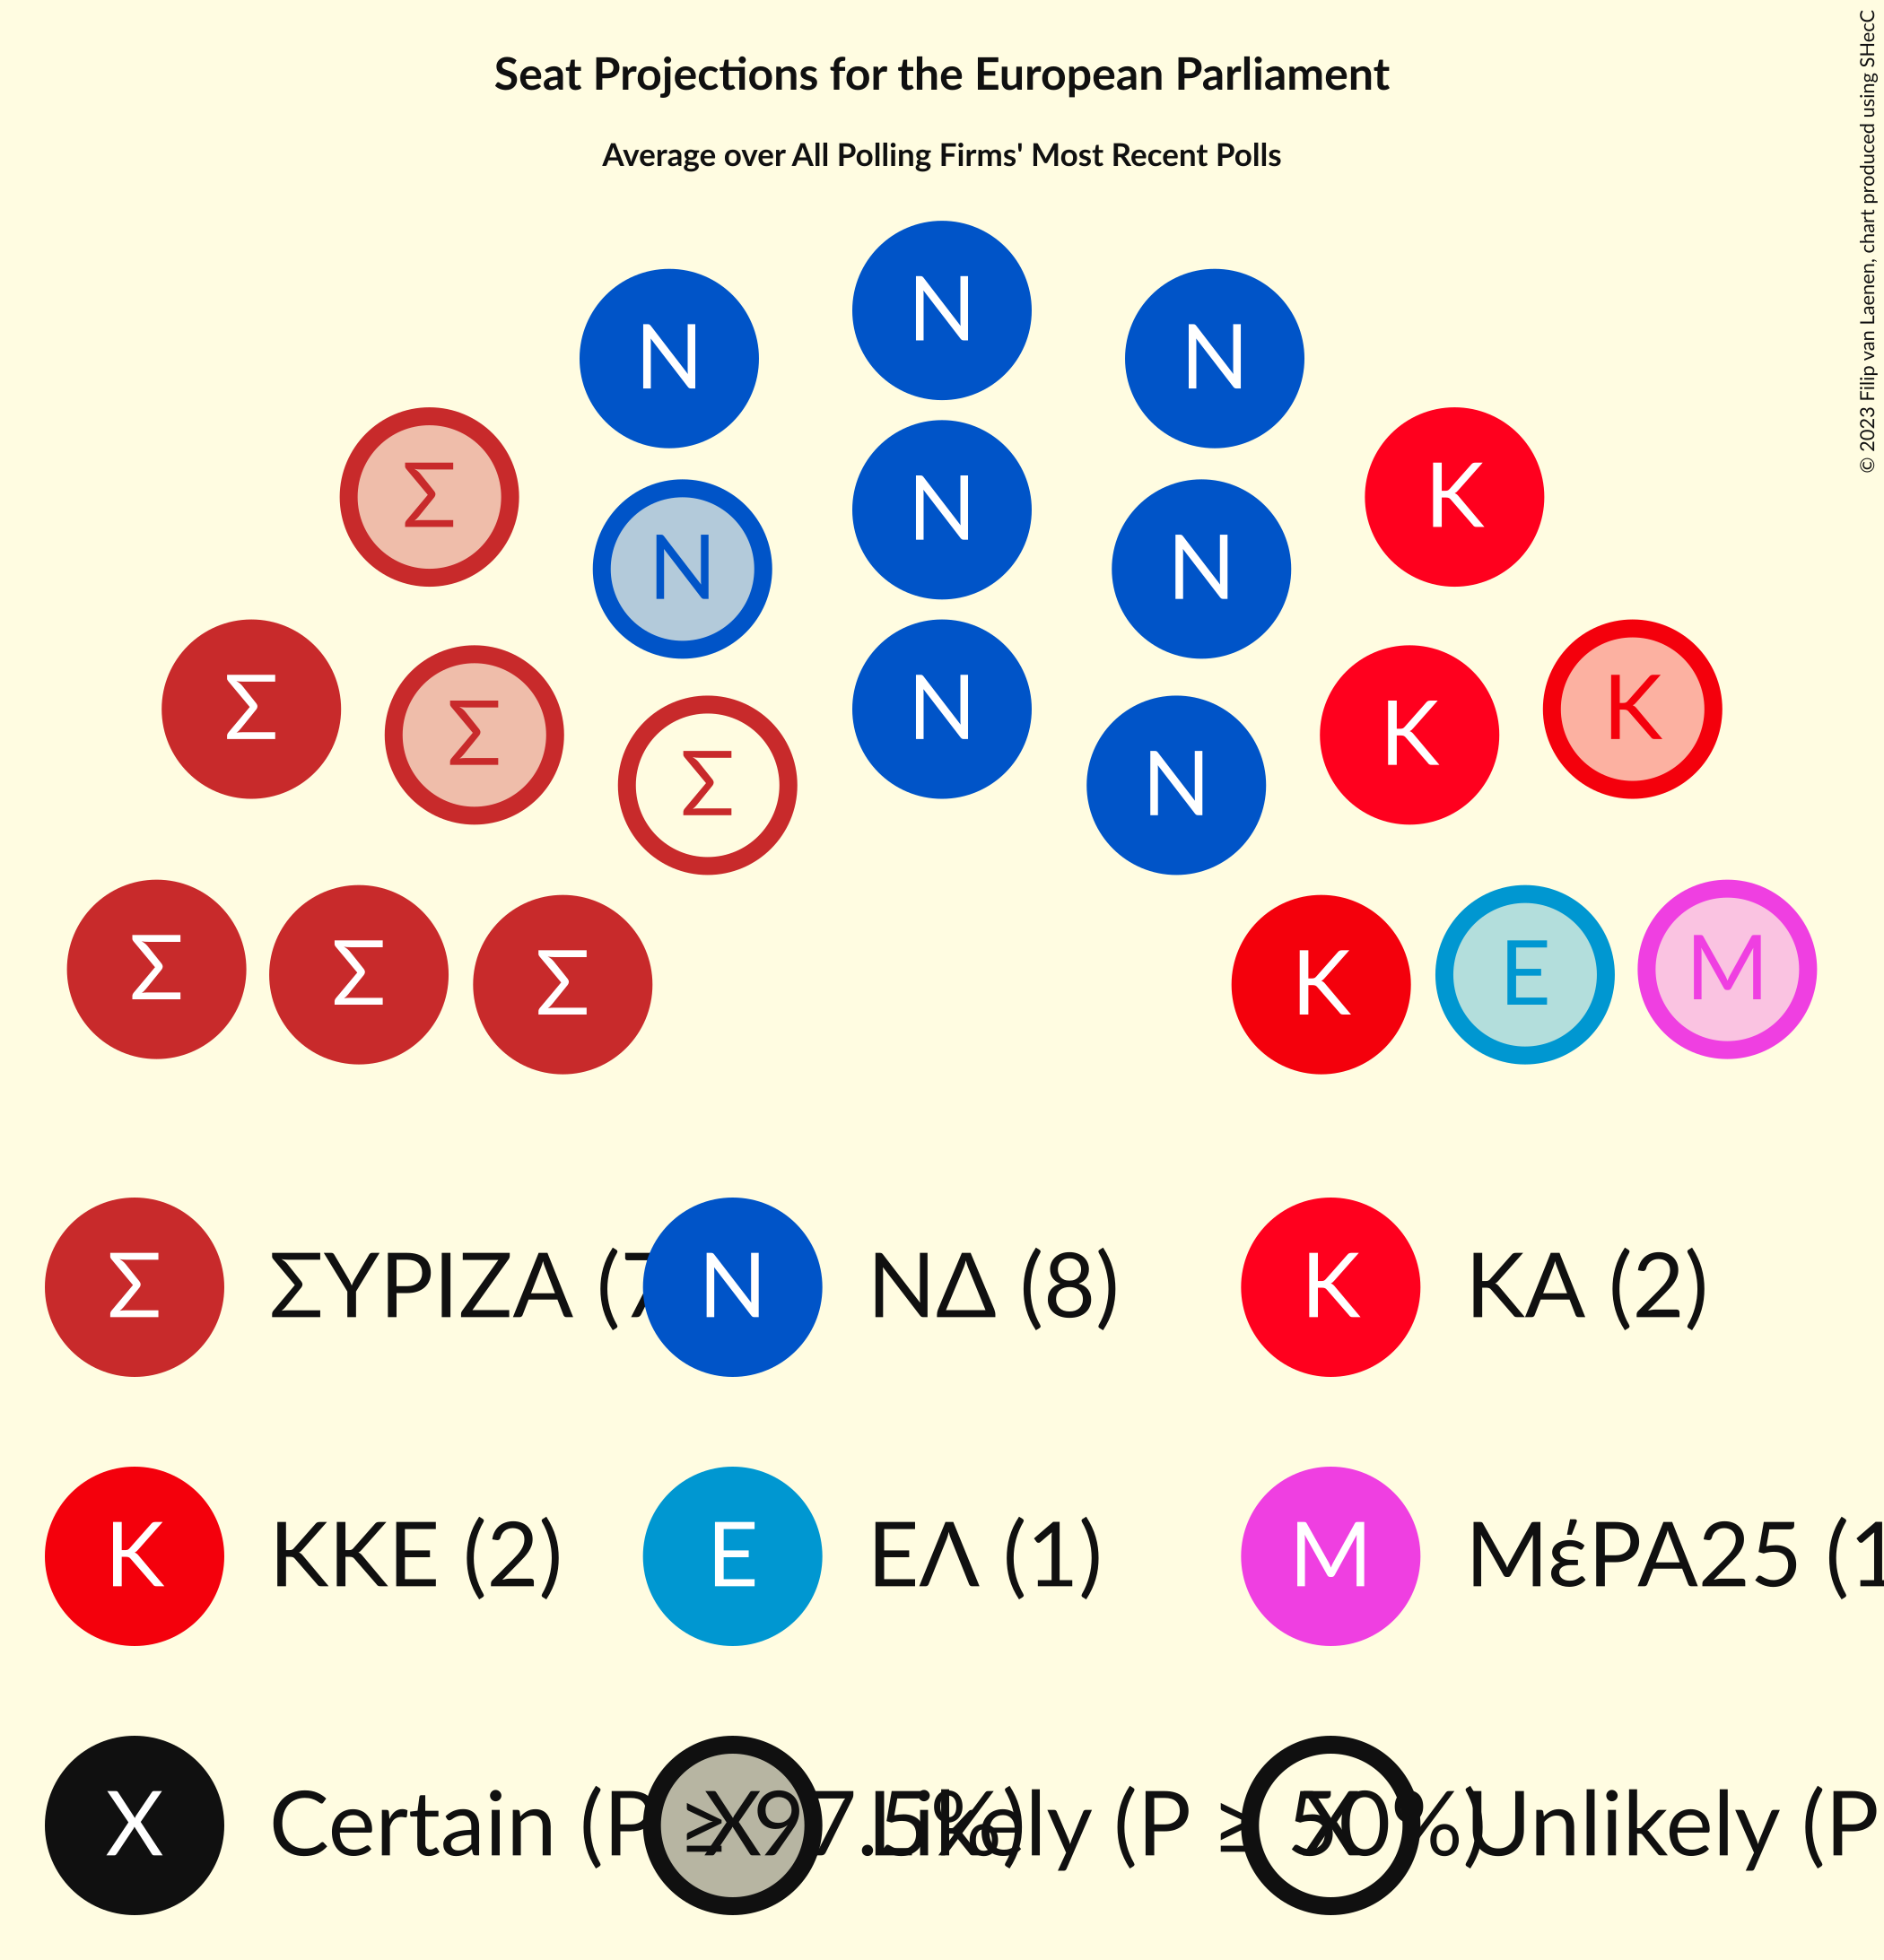 Seat Projections for the European Parliament
Average over All Polling Firms' Most Recent Polls
© 2023 Filip van Laenen, chart produced using SHecC
N
N
N
Σ
N
N
N
K
Σ
Σ
Σ
N
N
K
K
Σ
Σ
Σ
K
E
M
Σ ΣΥΡΙΖΑ (7
N ΝΔ (8)
K ΚΑ (2)
K ΚΚΕ (2)
E ΕΛ (1)
M ΜέΡΑ25 (1
X Certain (P ≥ 97.5%)
X Likely (P ≥ 50%)
X Unlikely (P